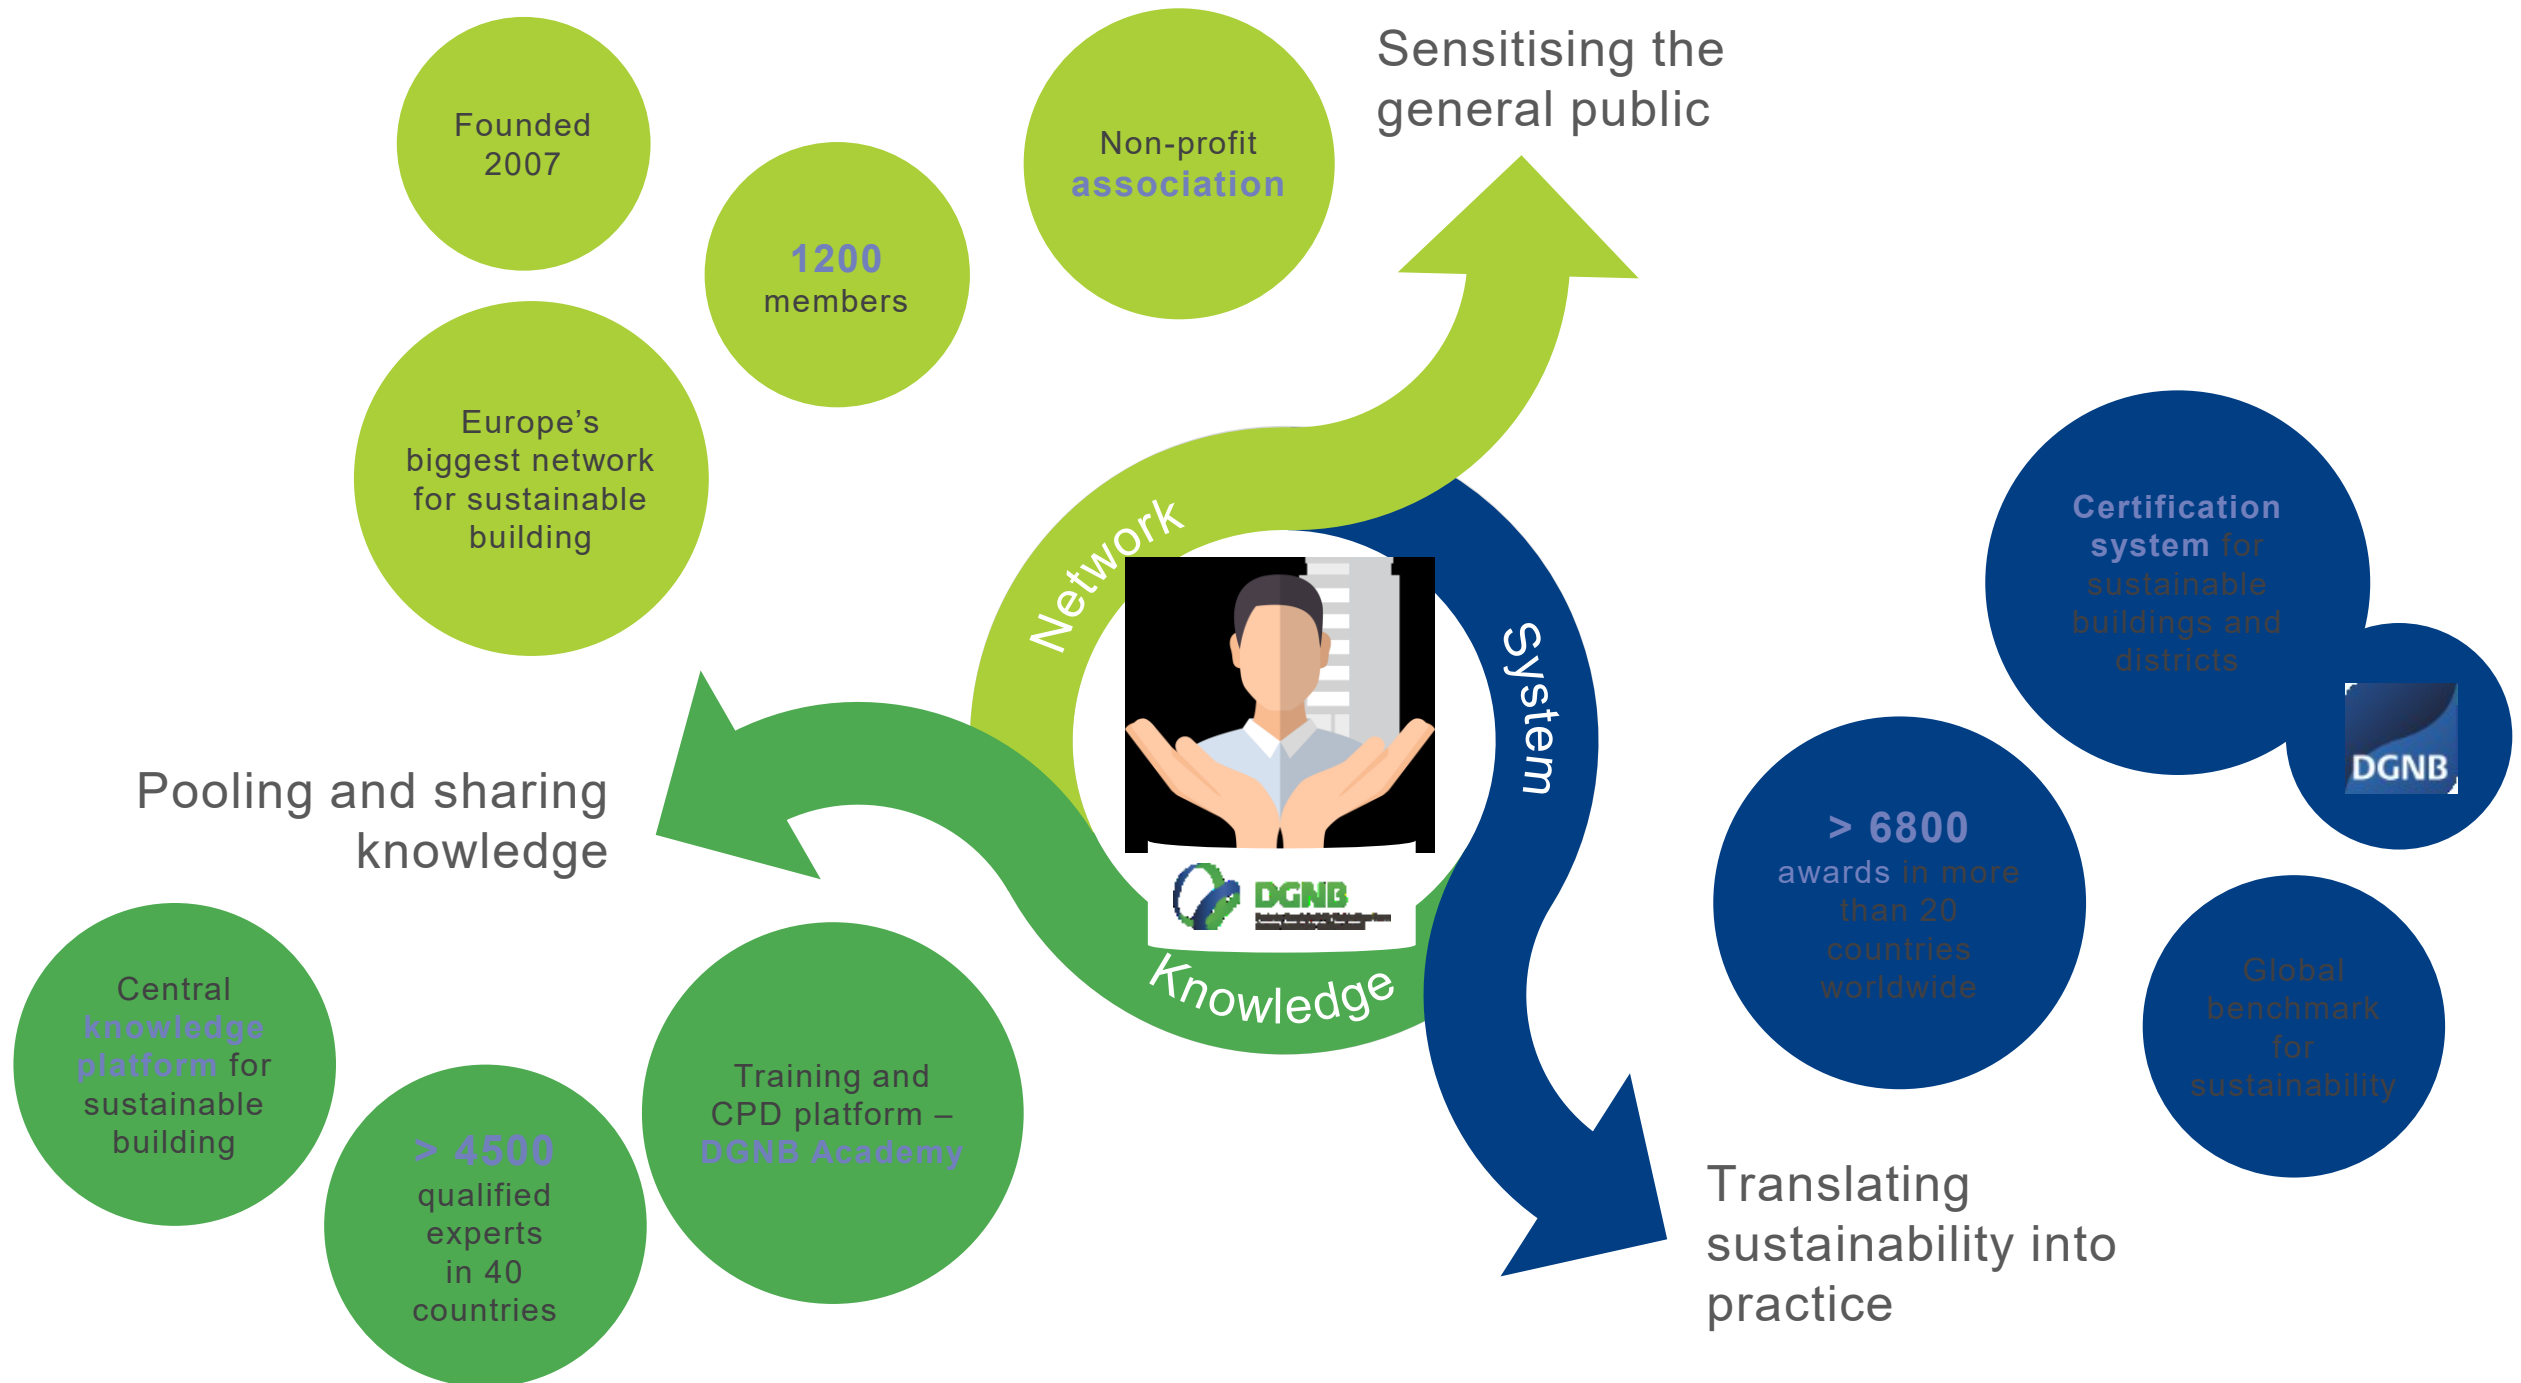 Sensitising the
general public
Founded
2007
Non-profit
association
1200
members
Europe’s
biggest network
for sustainable
building
Network
System
Certification
system for
sustainable
buildings and
districts
DGNB
Pooling and sharing
knowledge
> 6800
awards in more
than 20
countries
worldwide
DGNB
Knowledge
Global
benchmark
for
sustainability
Central
knowledge
platform for
sustainable
building
> 4500
qualified
experts
in 40
countries
Training and
CPD platform –
DGNB Academy
Translating
sustainability into
practice